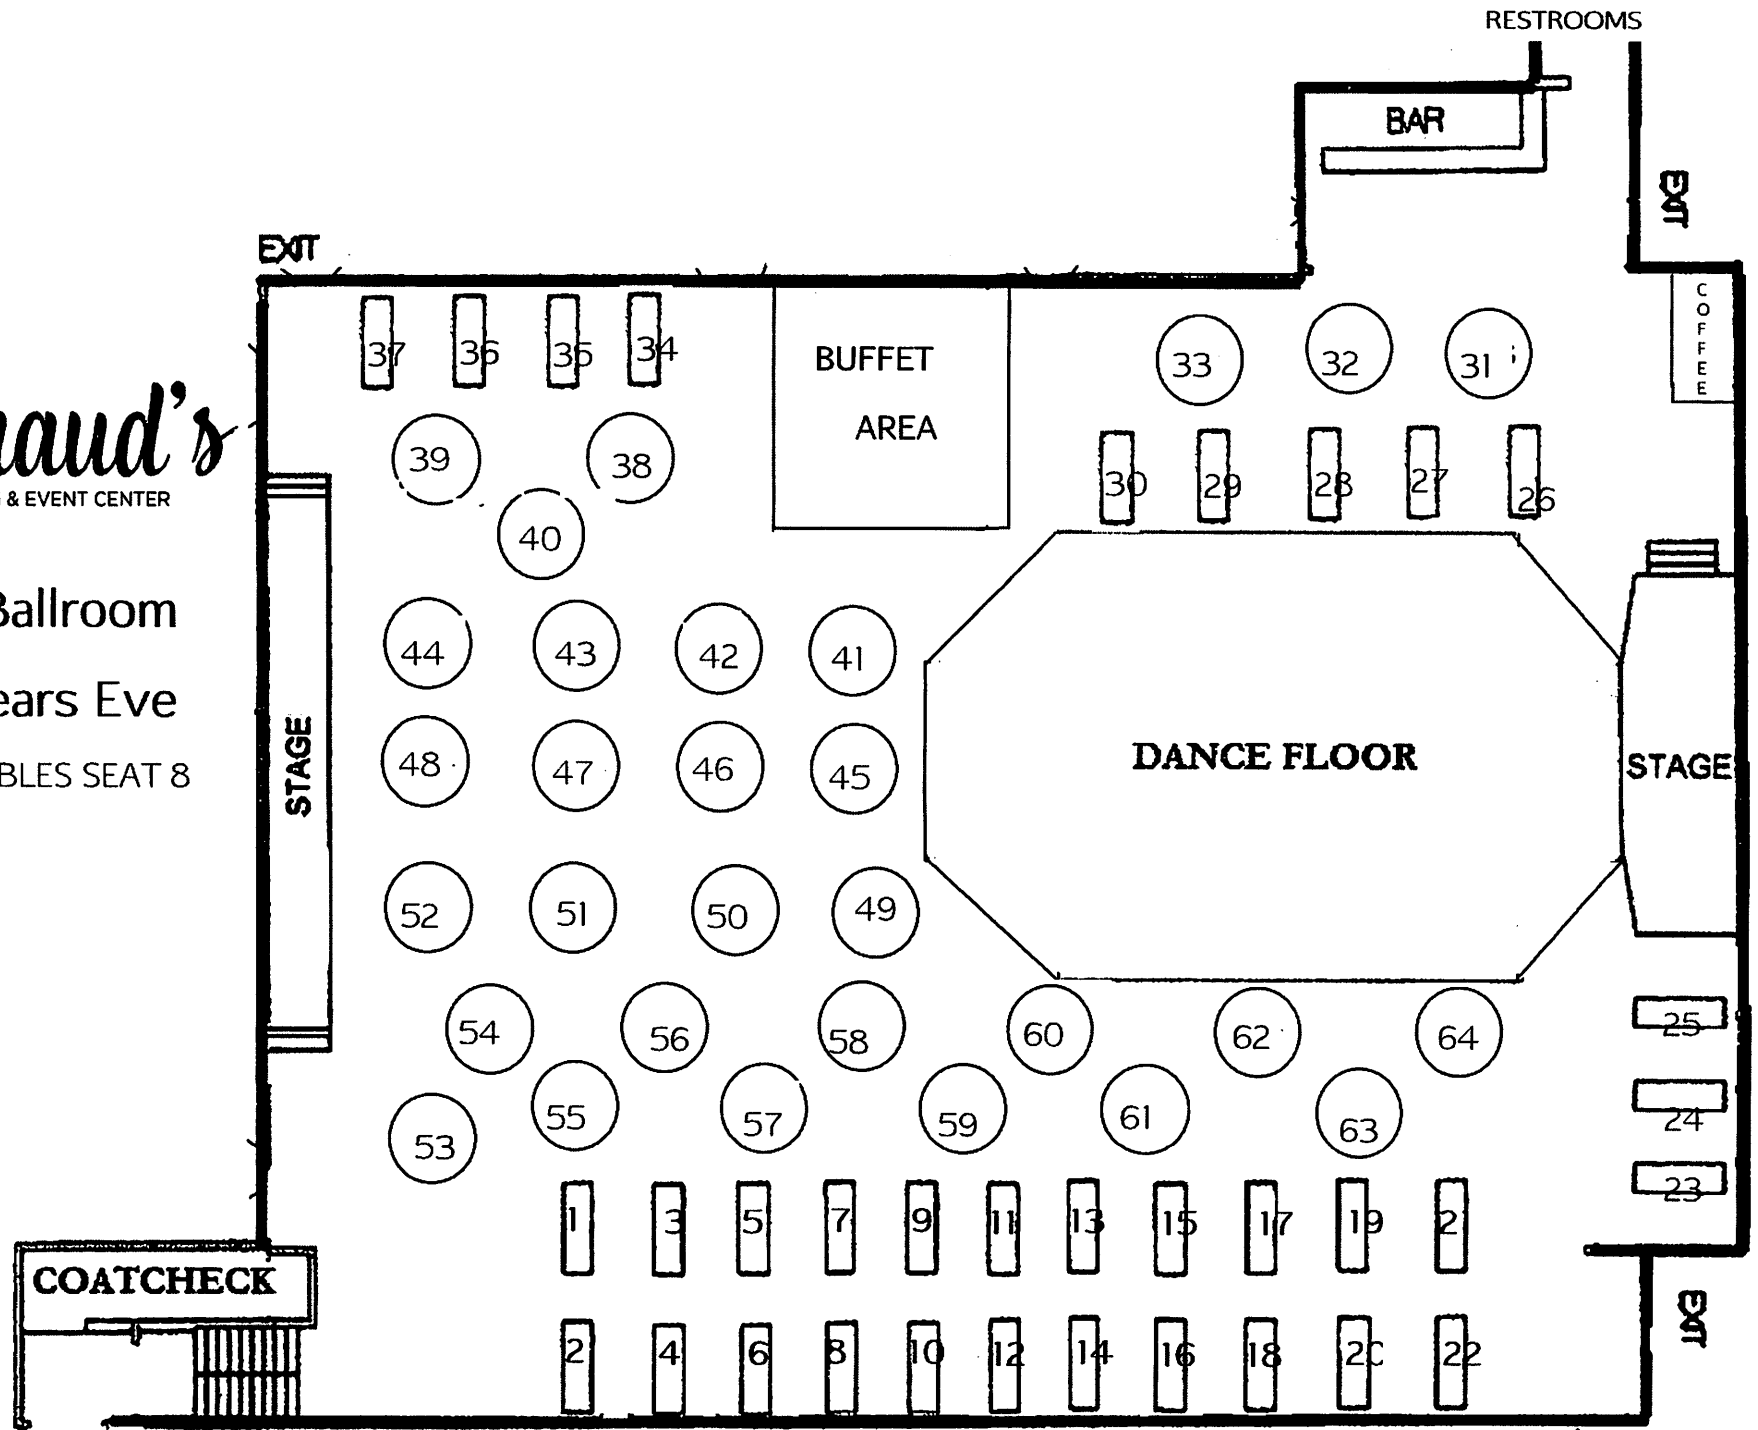 RESTROOMS
BAR
EXIT
EXIT
COFFEE
37 36 35 34
BUFFET
AREA
33 32 31
39 38
30 29 28 27 26
& EVENT CENTER
40
Ballroom
44 43 42 41
ears Eve
STAGE
DANCE FLOOR
STAGE
48 47 46 45
BLES SEAT 8
52 51 50 49
54 56 58 60 62 64
25
53 55 57 59 61 63
24
23
1 3 5 7 9 11 13 15 17 19 21
COATCHECK
EXIT
2 4 6 8 10 12 14 16 18 20 22